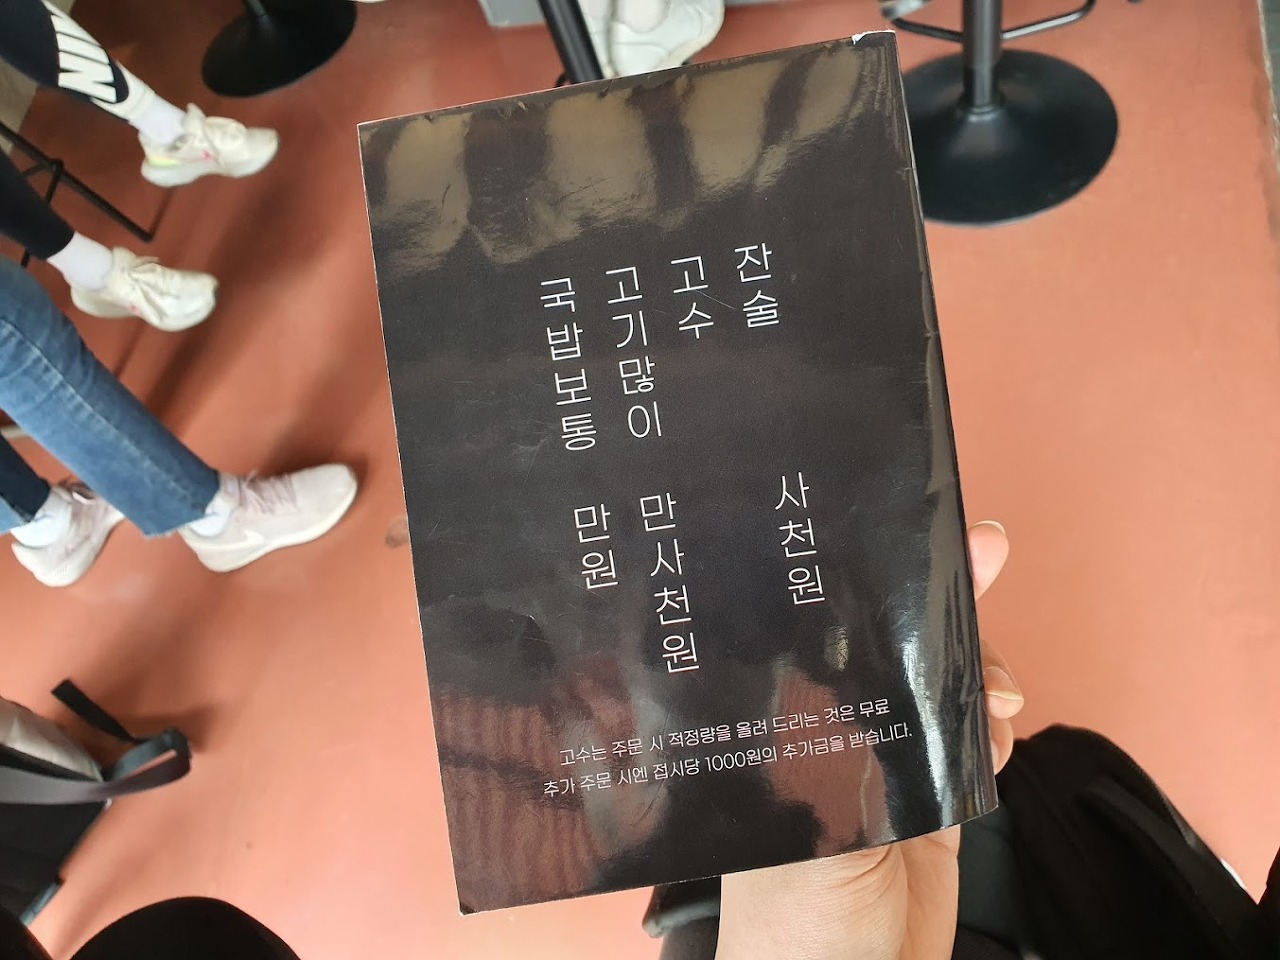 국밥보통 만원
고기많이 만사천원
고수
잔술 사천원
고수는 주문 시 적정량을 올려 드리는 것은 무료
추가 주문 시엔 접시당 1000원의 추가금을 받습니다.